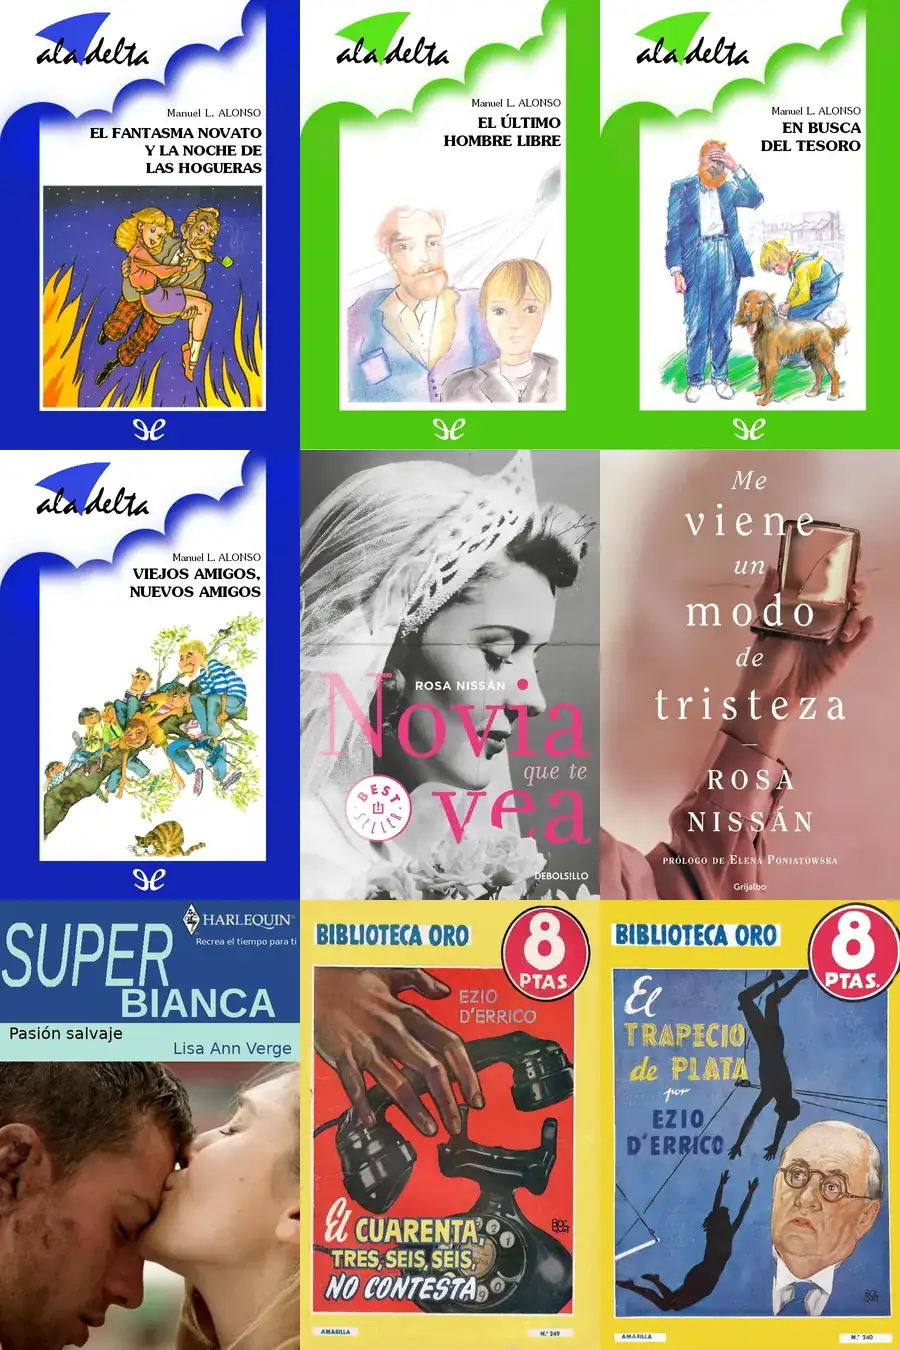 ala delta
Manuel L. ALONSO
EL FANTASMA NOVATO
Y LA NOCHE DE
LAS HOGUERAS
ala delta
Manuel L. ALONSO
EL ÚLTIMO
HOMBRE LIBRE
ala delta
Manuel L. ALONSO
EN BUSCA
DEL TESORO
ala delta
Manuel L. ALONSO
VIEJOS AMIGOS,
NUEVOS AMIGOS
ROSA NISSÁN
Novia
que te
vea
BEST
SELLER
DEBOLS!LLO
Me
viene
un
modo
de
tristeza
ROSA
NISSÁN
PRÓLOGO DE ELENA PONIATOWSKA
Grijalbo
HARLEQUIN
Recrea el tiempo para ti
SUPER
BIANCA
Pasión salvaje
Lisa Ann Verge
BIBLIOTECA ORO
8
PTAS.
EZIO
D'ERRICO
El CUARENTA,
TRES, SEIS, SEIS,
NO CONTESTA
AMARILLA
N.º 249
BIBLIOTECA ORO
8
PTAS.
El
TRAPECIO
de PLATA
por
EZIO
D'ERRICO
AMARILLA
N.º 240